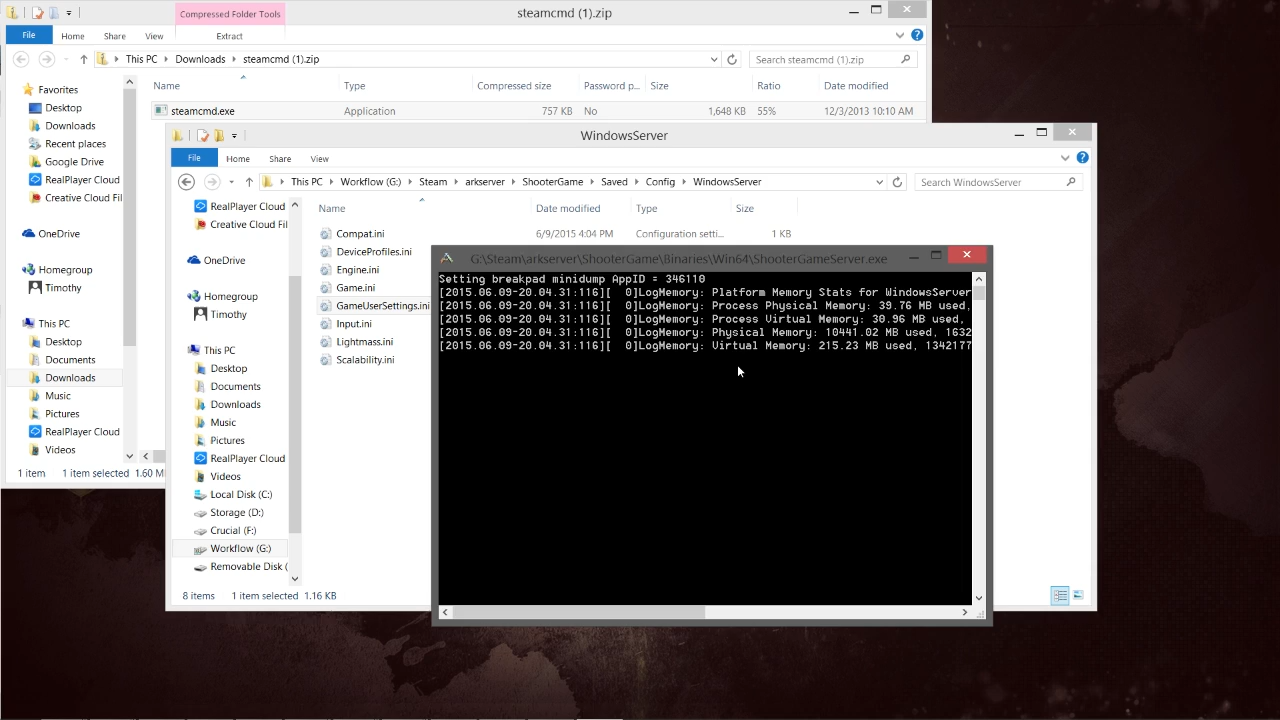 steamcmd (1).zip
Compressed Folder Tools
File
Home
Share
View
Extract
This PC
Downloads
steamcmd (1).zip
Search steamcmd (1).zip
Name
Type
Compressed size
Password p...
Size
Ratio
Date modified
steamcmd.exe
Application
757 KB
No
1,648 KB
55%
12/3/2013 10:10 AM
Favorites
Desktop
Downloads
Recent places
Google Drive
RealPlayer Cloud
Creative Cloud Fil
OneDrive
Homegroup
Timothy
This PC
Desktop
Documents
Downloads
Music
Pictures
RealPlayer Cloud
Videos
1 item
1 item selected
1.60 M
WindowsServer
File
Home
Share
View
This PC
Workflow (G:)
Steam
arkserver
ShooterGame
Saved
Config
WindowsServer
Search WindowsServer
Name
Date modified
Type
Size
RealPlayer Cloud
Creative Cloud Fil
OneDrive
Homegroup
Timothy
This PC
Desktop
Documents
Downloads
Music
Pictures
RealPlayer Cloud
Videos
Local Disk (C:)
Storage (D:)
Crucial (F:)
Workflow (G:)
Removable Disk (
Compat.ini
6/9/2015 4:04 PM
Configuration setti...
1 KB
DeviceProfiles.ini
Engine.ini
Game.ini
GameUserSettings.ini
Input.ini
Lightmass.ini
Scalability.ini
8 items
1 item selected
1.16 KB
G:\Steam\arkserver\ShooterGame\Binaries\Win64\ShooterGameServer.exe
Setting breakpad minidump AppID = 346110
[2015.06.09-20.04.31:116][  0]LogMemory: Platform Memory Stats for WindowsServer
[2015.06.09-20.04.31:116][  0]LogMemory: Process Physical Memory: 39.76 MB used,
[2015.06.09-20.04.31:116][  0]LogMemory: Process Virtual Memory: 30.96 MB used,
[2015.06.09-20.04.31:116][  0]LogMemory: Physical Memory: 10441.02 MB used, 1632
[2015.06.09-20.04.31:116][  0]LogMemory: Virtual Memory: 215.23 MB used, 1342177